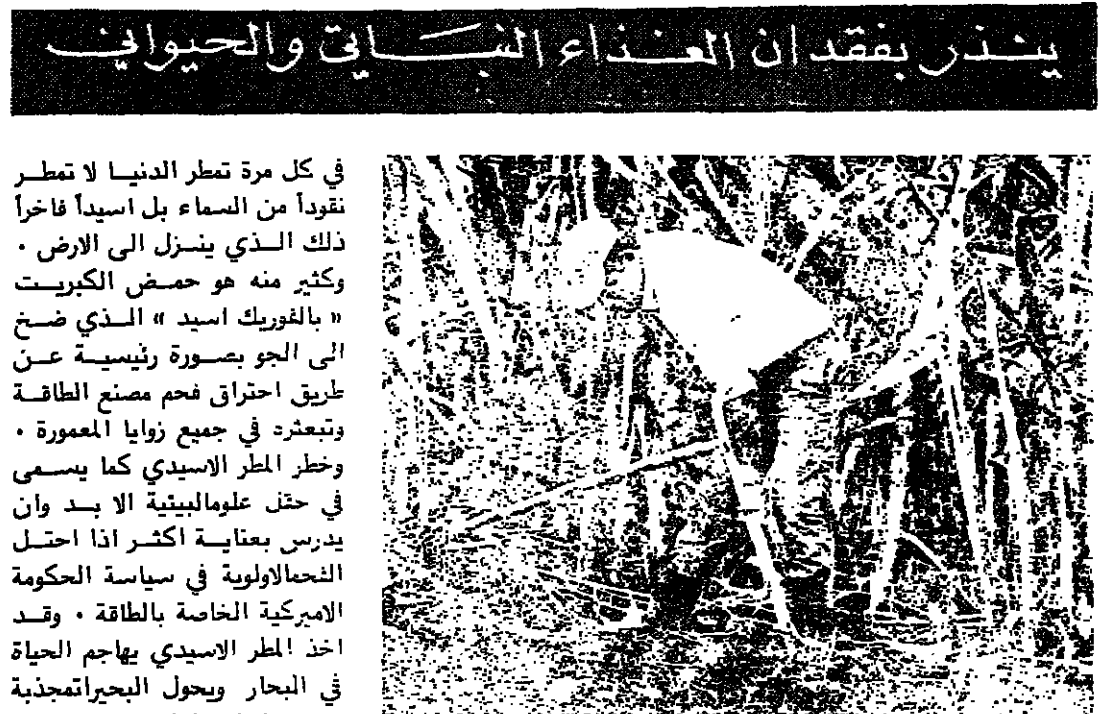 ينذر بفقدان الغذاء النباتي والحيواني
في كل مرة تمطر الدنيا لا تمطر
نقوداً من السماء بل اسيداً فاخراً
ذلك الذي ينزل الى الارض .
وكثير منه هو حمض الكبريت
« بالفوريك اسيد » الذي ضخ
الى الجو بصورة رئيسية عن
طريق احتراق فحم مصنع الطاقة
وتبعثرد في جميع زوايا المعمورة .
وخطر المطر الاسيدي كما يسمى
في حقل علومالبيئية الا بد وان
يدرس بعناية اكثر اذا احتل
الفحمالاولوية في سياسة الحكومة
الاميركية الخاصة بالطاقة . وقد
اخذ المطر الاسيدي يهاجم الحياة
في البحار ويحول البحيراتمجذبة